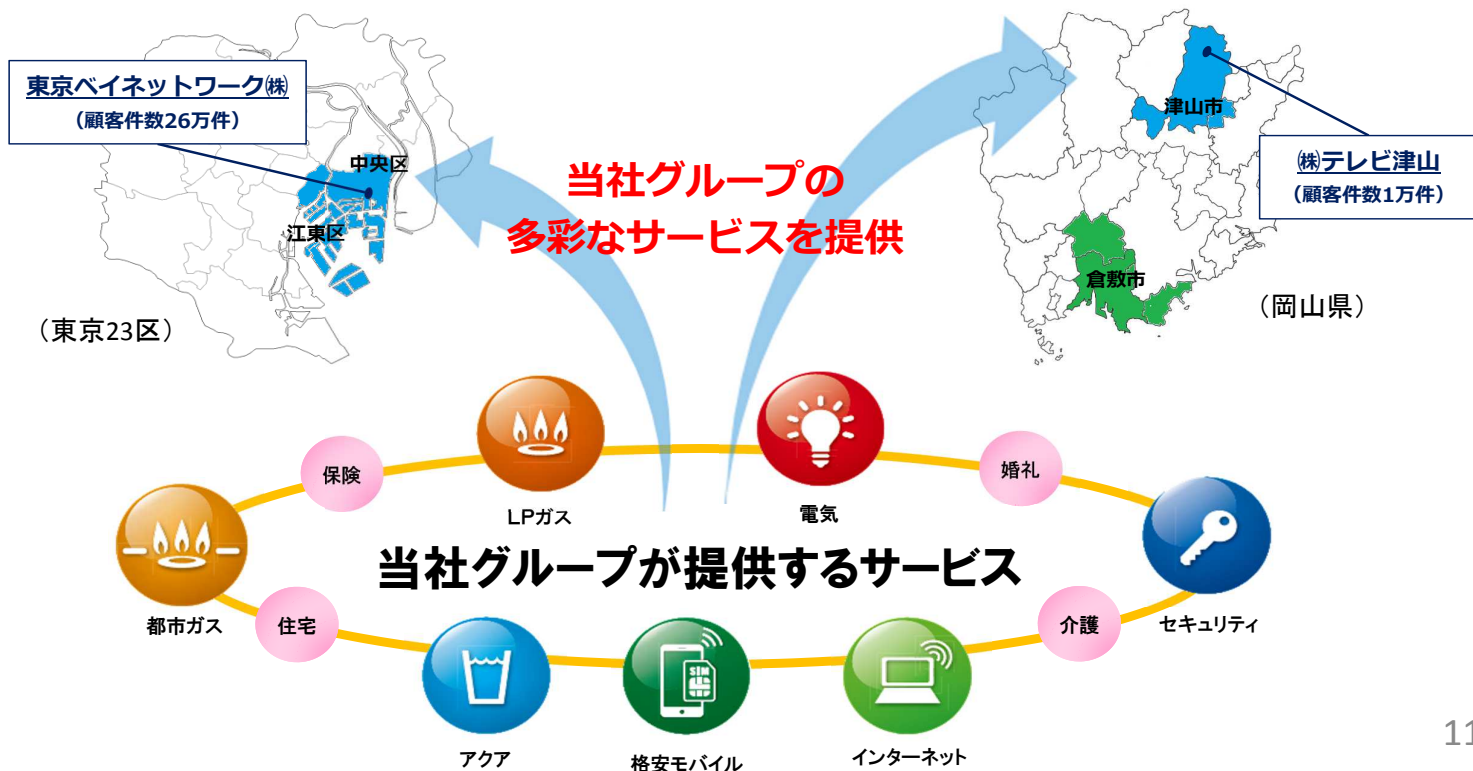 東京ベイネットワーク㈱
(顧客件数26万件)
中央区
江東区
(東京23区)
当社グループの
多彩なサービスを提供
津山市
㈱テレビ津山
(顧客件数1万件)
倉敷市
(岡山県)
保険
LPガス
電気
婚礼
当社グループが提供するサービス
都市ガス
住宅
介護
セキュリティ
SIM
アクア
格安モバイル
インターネット
11